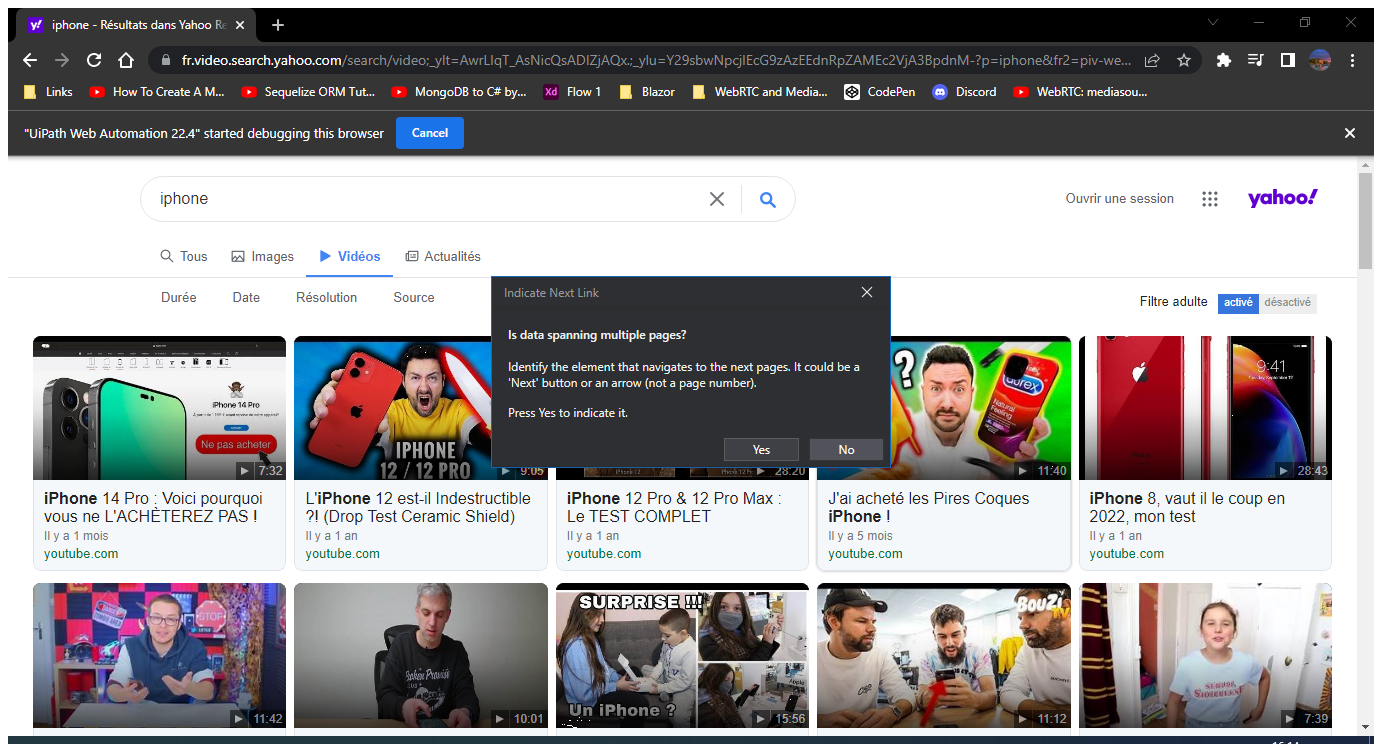 iphone - Résultats dans Yahoo Re
fr.video.search.yahoo.com/search/video;_ylt=AwrLIqT_AsNicQsADIZjAQx.;_ylu=Y29sbwNpcjIEcG9zAzEEdnRpZAMEc2VjA3BpdnM-?p=iphone&fr2=piv-we...
Links
How To Create A M...
Sequelize ORM Tut...
MongoDB to C# by...
Xd Flow 1
Blazor
WebRTC and Media...
CodePen
Discord
WebRTC: mediasou...
"UiPath Web Automation 22.4" started debugging this browser
Cancel
iphone
Ouvrir une session
yahoo!
Tous
Images
Vidéos
Actualités
Durée
Date
Résolution
Source
Filtre adulte
activé
désactivé
Indicate Next Link
Is data spanning multiple pages?
Identify the element that navigates to the next pages. It could be a
'Next' button or an arrow (not a page number).
Press Yes to indicate it.
Yes
No
iPhone 14 Pro
Ne pas acheter
7:32
IPHONE
12 / 12 PRO
9:05
28:20
?
durex
Natural
Feeling
11:40
9:41
28:43
iPhone 14 Pro : Voici pourquoi
vous ne L'ACHÈTEREZ PAS !
Il y a 1 mois
youtube.com
L'iPhone 12 est-il Indestructible
?! (Drop Test Ceramic Shield)
Il y a 1 an
youtube.com
iPhone 12 Pro & 12 Pro Max :
Le TEST COMPLET
Il y a 1 an
youtube.com
J'ai acheté les Pires Coques
iPhone !
Il y a 5 mois
youtube.com
iPhone 8, vaut il le coup en
2022, mon test
Il y a 1 an
youtube.com
STOP
11:42
10:01
SURPRISE !!!
Un iPhone ?
15:56
BouZi
11:12
7:39